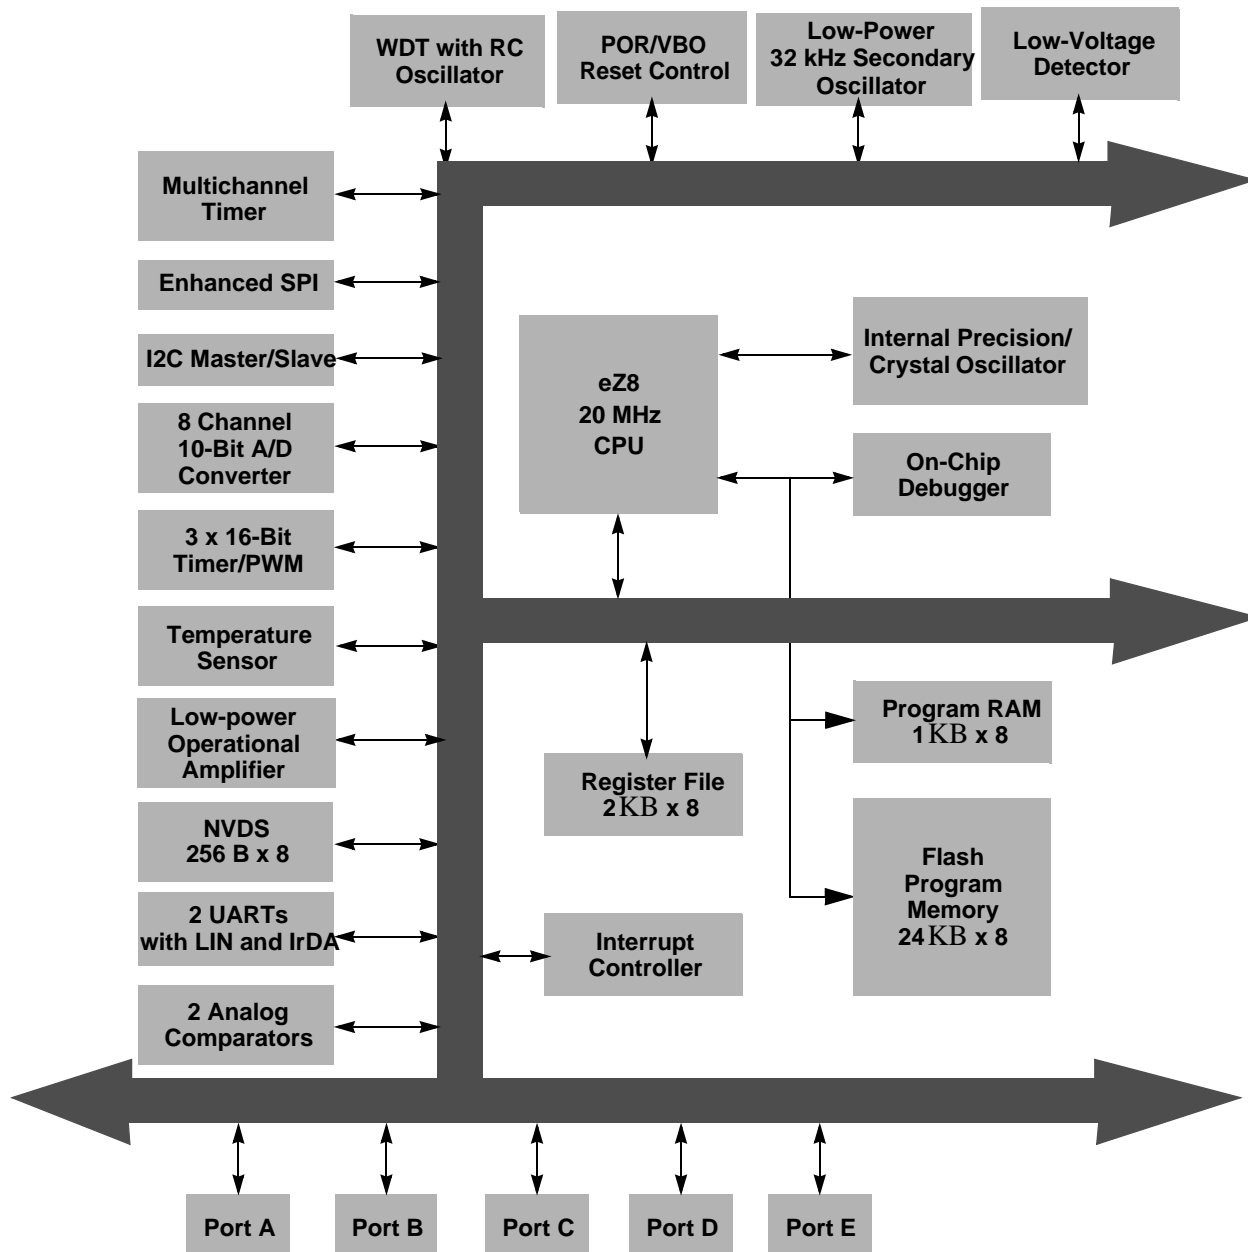 WDT with RC
Oscillator
POR/VBO
Reset Control
Low-Power
32 kHz Secondary
Oscillator
Low-Voltage
Detector
Multichannel
Timer
Enhanced SPI
I2C Master/Slave
8 Channel
10-Bit A/D
Converter
3 x 16-Bit
Timer/PWM
Temperature
Sensor
Low-power
Operational
Amplifier
NVDS
256 B x 8
2 UARTs
with LIN and IrDA
2 Analog
Comparators
eZ8
20 MHz
CPU
Internal Precision/
Crystal Oscillator
On-Chip
Debugger
Register File
2KB x 8
Program RAM
1KB x 8
Flash
Program
Memory
24KB x 8
Interrupt
Controller
Port A
Port B
Port C
Port D
Port E